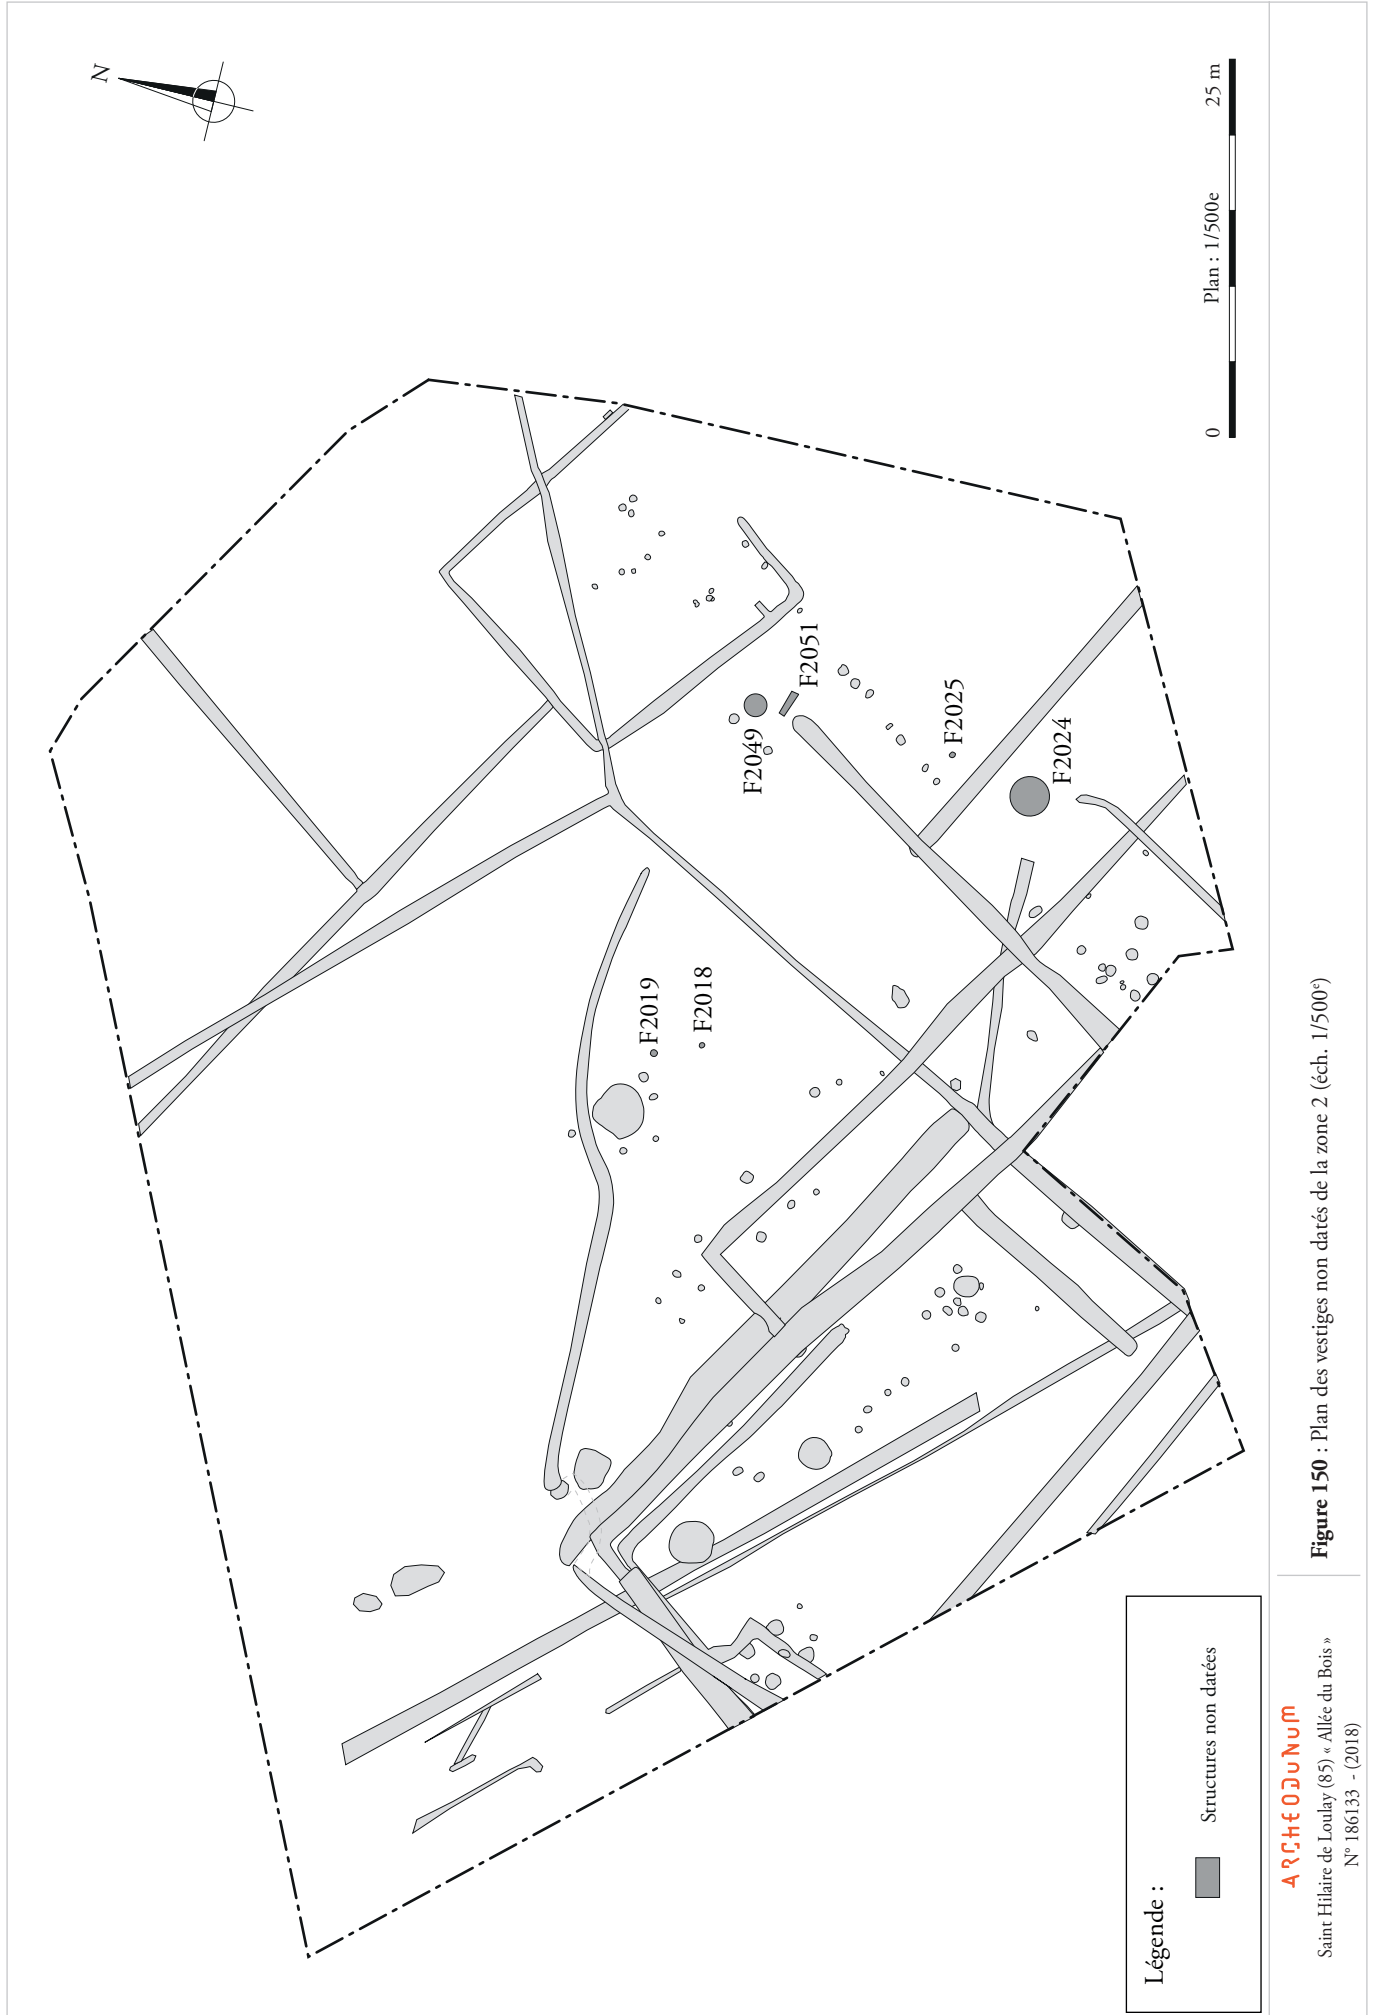 N
F2051
F2049
F2025
F2024
F2019
F2018
0
Plan : 1/500e
25 m
Légende :
Structures non datées
ARCHEODUNUM
Saint Hilaire de Loulay (85) « Allée du Bois »
N° 186133 - (2018)
Figure 150 : Plan des vestiges non datés de la zone 2 (éch. 1/500e)